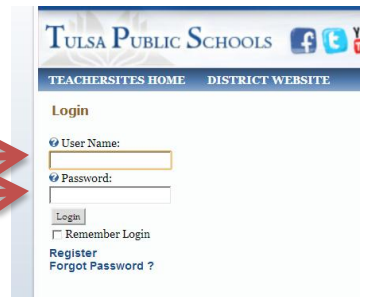 TULSA PUBLIC SCHOOLS
TEACHERSITES HOME DISTRICT WEBSITE
Login
User Name:
Password:
Login
Remember Login
Register
Forgot Password ?